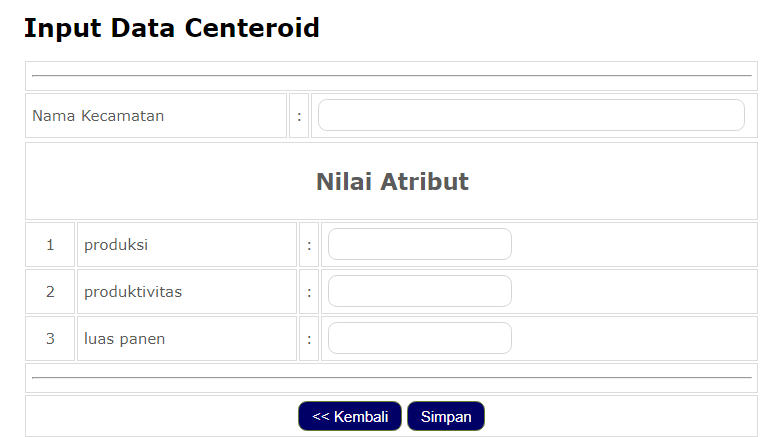 Input Data Centeroid
Nama Kecamatan :
Nilai Atribut
1 produksi :
2 produktivitas :
3 luas panen :
<< Kembali Simpan